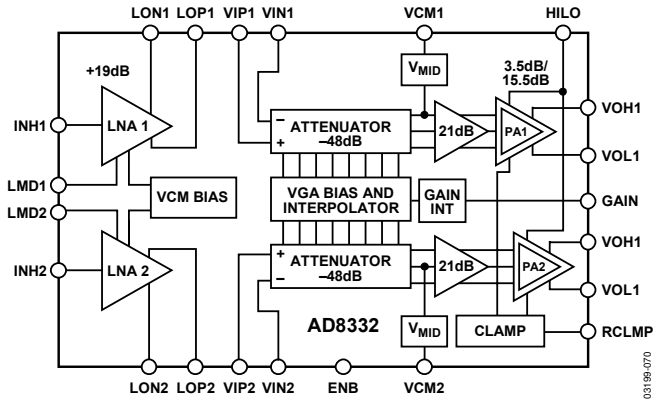 LON1 LOP1 VIP1 VIN1 VCM1 HILO
+19dB
VMID
3.5dB/
15.5dB
INH1
LNA 1
–
+
ATTENUATOR
–48dB
21dB
PA1
VOH1
VOL1
LMD1
LMD2
VCM BIAS
VGA BIAS AND
INTERPOLATOR
GAIN
INT
GAIN
INH2
LNA 2
+
–
ATTENUATOR
–48dB
21dB
PA2
VOH1
VOL1
AD8332
VMID
CLAMP
RCLMP
LON2 LOP2 VIP2 VIN2 ENB VCM2
03199-070